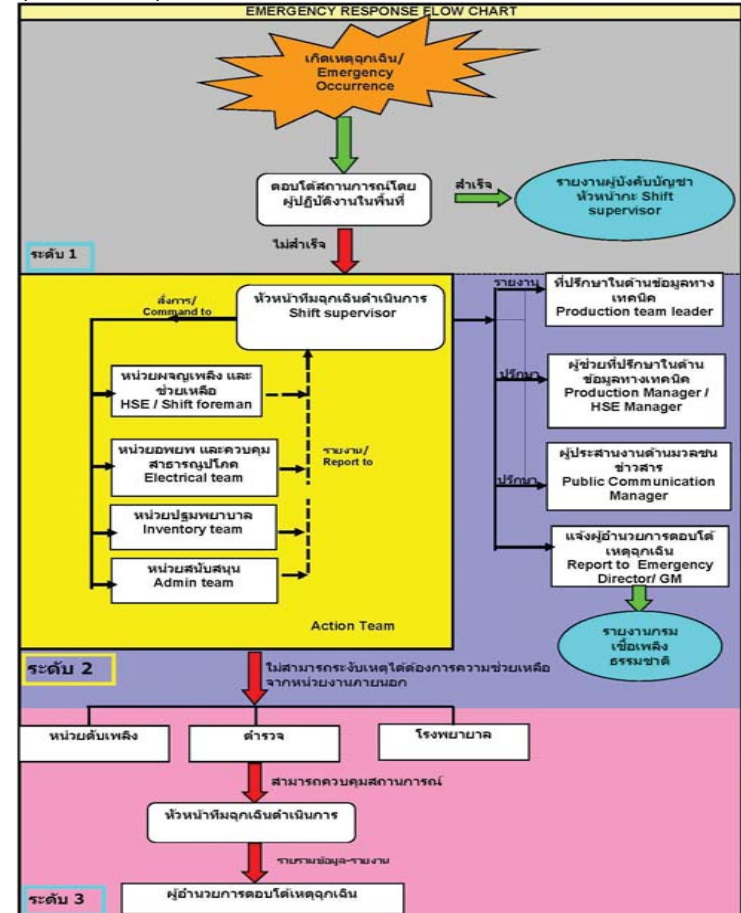 EMERGENCY RESPONSE FLOW CHART
เกิดเหตุฉุกเฉิน/
Emergency
Occurrence
ตอบโต้สถานการณ์โดย
ผู้ปฏิบัติงานในพื้นที่
สำเร็จ
รายงานผู้บังคับบัญชา
หัวหน้ากะ Shift
supervisor
ไม่สำเร็จ
ระดับ 1
สั่งการ/
Command to
หัวหน้าทีมฉุกเฉินดำเนินการ
Shift supervisor
หน่วยผจญเพลิง และ
ช่วยเหลือ
HSE / Shift foreman
หน่วยอพยพ และควบคุม
สาธารณูปโภค
Electrical team
รายงาน/
Report to
หน่วยปฐมพยาบาล
Inventory team
หน่วยสนับสนุน
Admin team
Action Team
รายงาน
ที่ปรึกษาในด้านข้อมูลทาง
เทคนิค
Production team leader
ปรึกษา
ผู้ช่วยที่ปรึกษาในด้าน
ข้อมูลทางเทคนิค
Production Manager /
HSE Manager
ปรึกษา
ผู้ประสานงานด้านมวลชน
ข่าวสาร
Public Communication
Manager
แจ้งผู้อำนวยการตอบโต้
เหตุฉุกเฉิน
Report to Emergency
Director/ GM
รายงานกรม
เชื้อเพลิง
ธรรมชาติ
ระดับ 2
ไม่สามารถระงับเหตุได้ต้องการความช่วยเหลือ
จากหน่วยงานภายนอก
หน่วยดับเพลิง
ตำรวจ
โรงพยาบาล
สามารถควบคุมสถานการณ์
หัวหน้าทีมฉุกเฉินดำเนินการ
รายรามข้อมูล-รายงาน
ผู้อำนวยการตอบโต้เหตุฉุกเฉิน
ระดับ 3